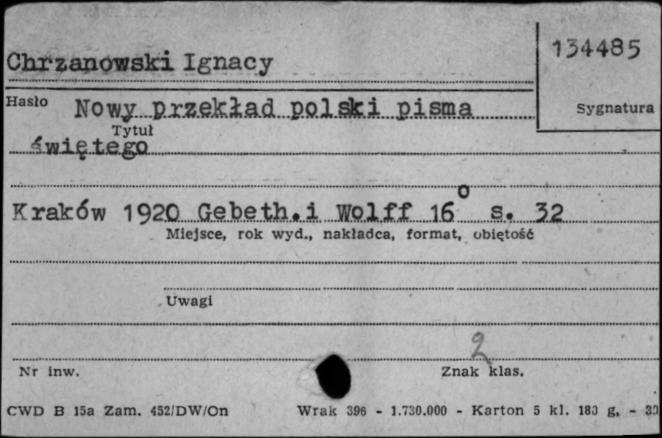 Chrzanowski Ignacy
134485
Hasło Nowy przekład polski pisma
Sygnatura
Tytuł
świętego
Kraków 1920 Gebeth.i Wolff 16° s. 32
Miejsce, rok wyd., nakładca, format, objętość
Uwagi
2
Nr inw.
Znak klas.
CWD B 15a Zam. 452/DW/On Wrak 396 - 1.730.000 - Karton 5 kl. 180 g, - 30